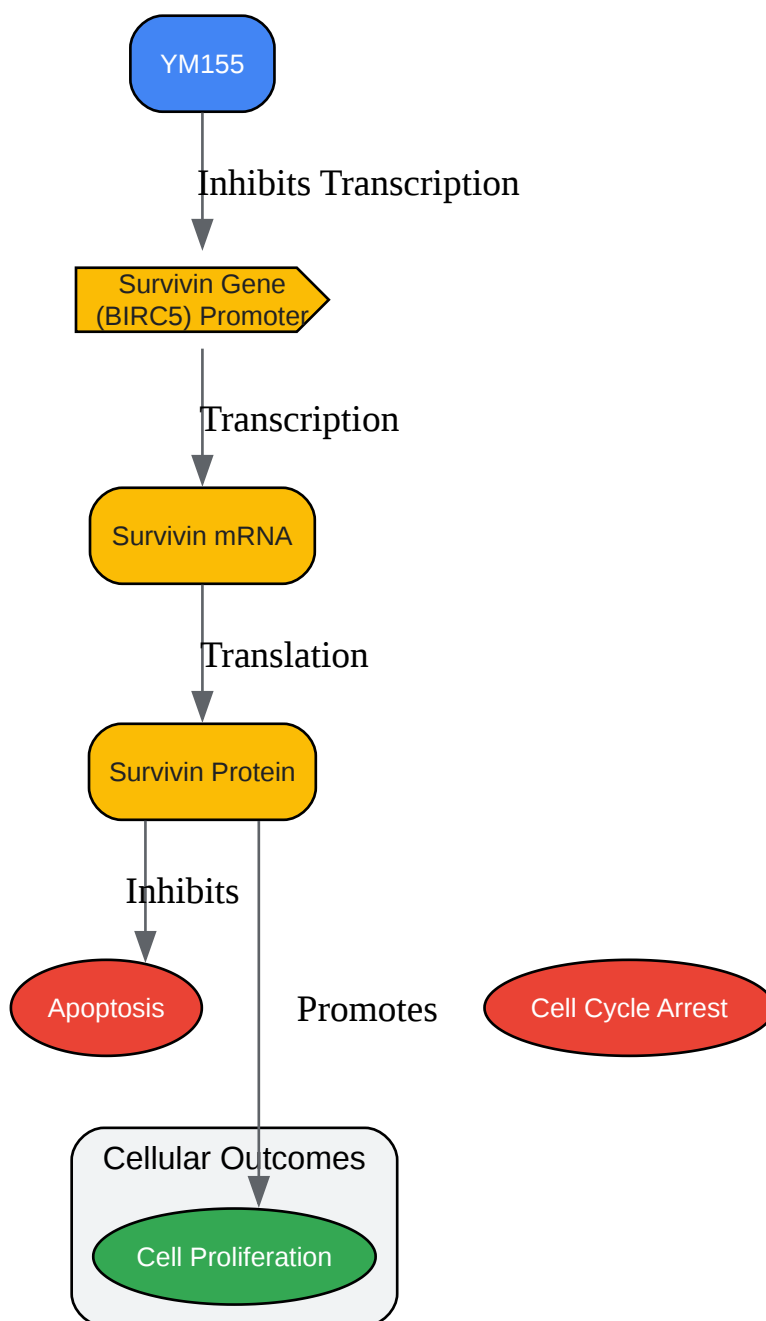 YM155
Inhibits Transcription
Survivin Gene
(BIRC5) Promoter
Transcription
Survivin mRNA
Translation
Survivin Protein
Inhibits
Apoptosis
Promotes
Cell Cycle Arrest
Cellular Outcomes
Cell Proliferation